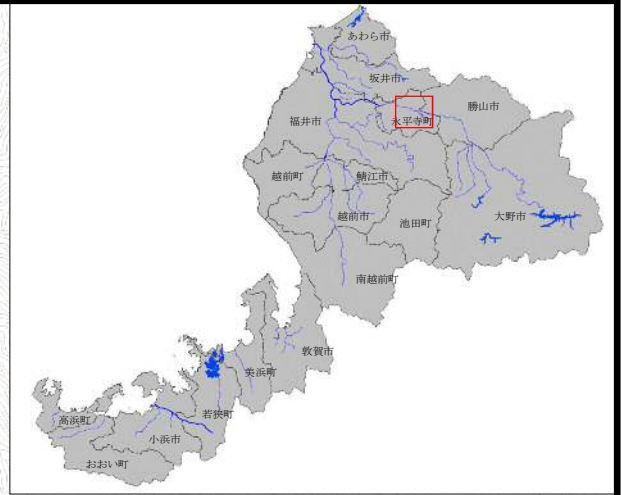 あわら市
坂井市
勝山市
福井市
永平寺町
越前町
鯖江市
越前市
池田町
大野市
南越前町
敦賀市
美浜町
若狭町
高浜町
小浜市
おおい町